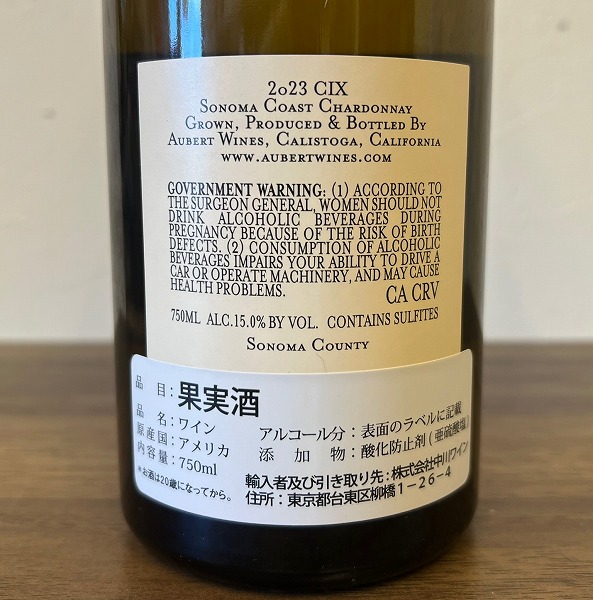 2023 CIX
SONOMA COAST CHARDONNAY
GROWN, PRODUCED & BOTTLED BY
AUBERT WINES, CALISTOGA, CALIFORNIA
WWW.AUBERTWINES.COM
GOVERNMENT WARNING: (1) ACCORDING TO
THE SURGEON GENERAL, WOMEN SHOULD NOT
DRINK ALCOHOLIC BEVERAGES DURING
PREGNANCY BECAUSE OF THE RISK OF BIRTH
DEFECTS. (2) CONSUMPTION OF ALCOHOLIC
BEVERAGES IMPAIRS YOUR ABILITY TO DRIVE A
CAR OR OPERATE MACHINERY, AND MAY CAUSE
HEALTH PROBLEMS. CA CRV
750ML ALC.15.0% BY VOL. CONTAINS SULFITES
SONOMA COUNTY
品目:果実酒
品名:ワイン アルコール分:表面のラベルに記載
原産国:アメリカ 添加物:酸化防止剤(亜硫酸塩)
内容量:750ml
※お酒は20歳になってから。 輸入者及び引き取り先:株式会社中川ワイン
住所:東京都台東区柳橋1-26-4